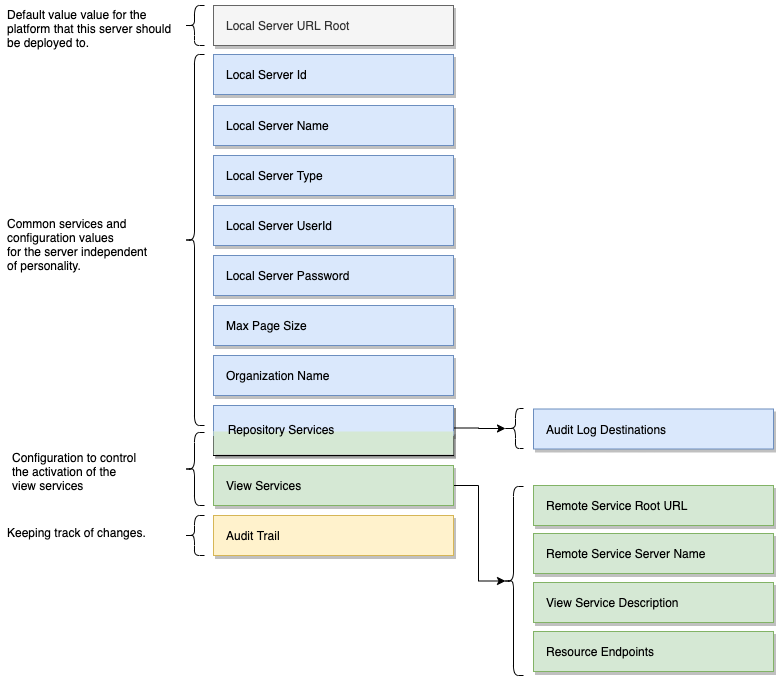 Default value value for the
platform that this server should
be deployed to.
Local Server URL Root
Local Server Id
Local Server Name
Local Server Type
Common services and
configuration values
for the server independent
of personality.
Local Server UserId
Local Server Password
Max Page Size
Organization Name
Repository Services
Audit Log Destinations
Configuration to control
the activation of the
view services
View Services
Remote Service Root URL
Keeping track of changes.
Audit Trail
Remote Service Server Name
View Service Description
Resource Endpoints